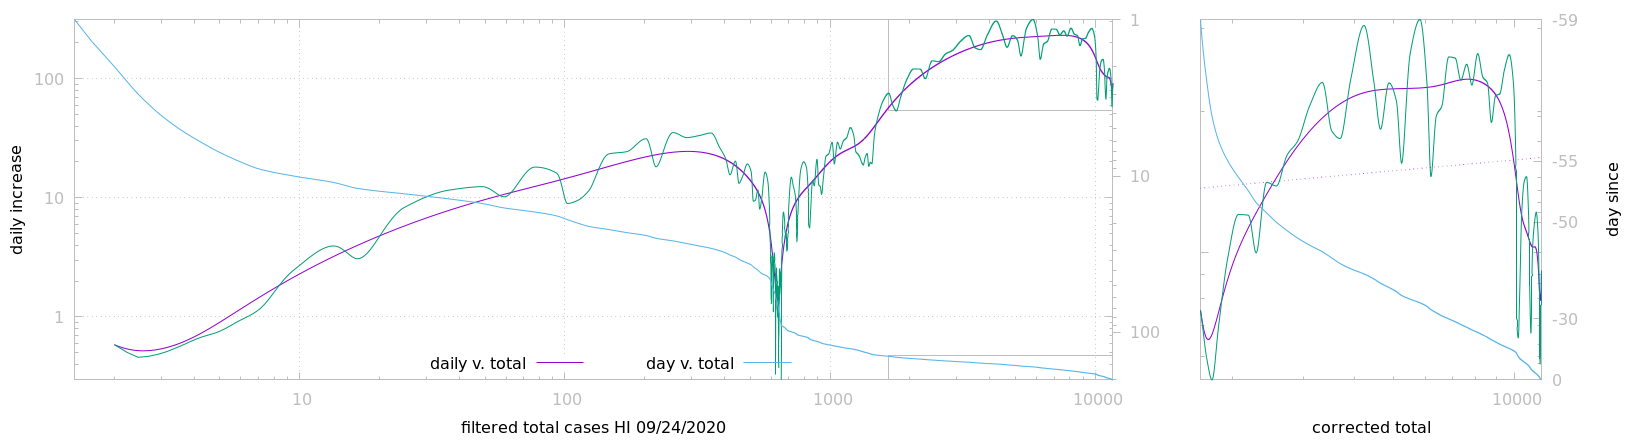 daily increase
100
10
1
10
100
1000
10000
1
10
100
daily v. total
day v. total
filtered total cases HI 09/24/2020
-59
-55
-50
-30
0
day since
10000
corrected total